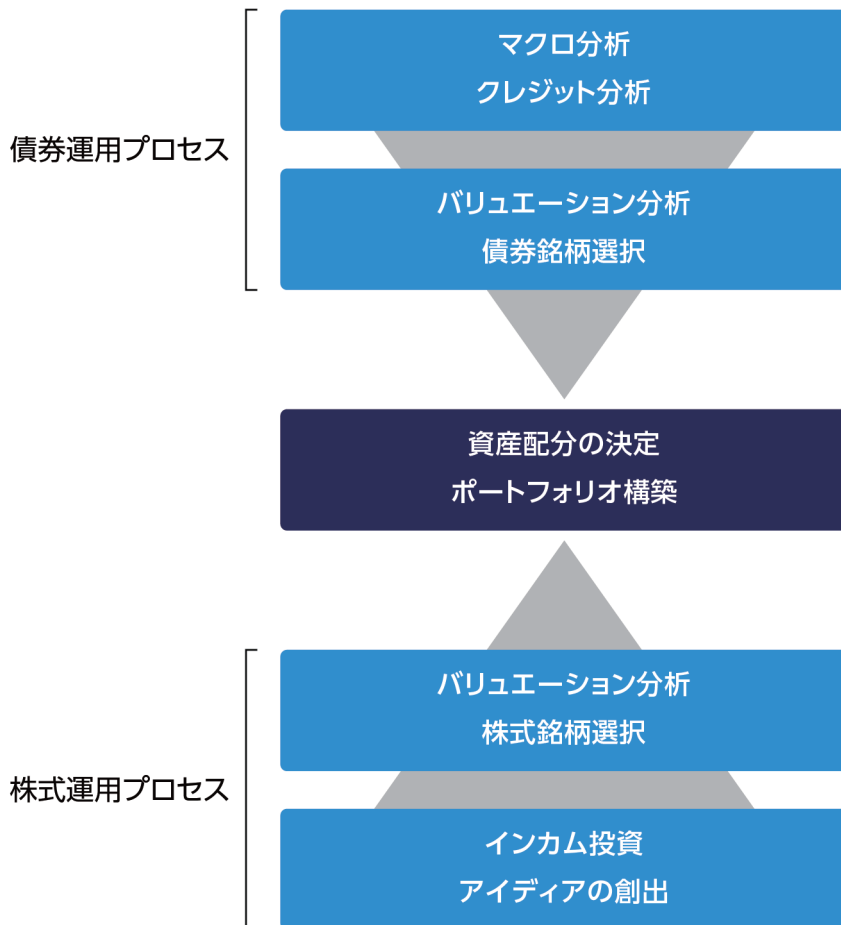 債券運用プロセス
マクロ分析
クレジット分析
バリュエーション分析
債券銘柄選択
資産配分の決定
ポートフォリオ構築
株式運用プロセス
バリュエーション分析
株式銘柄選択
インカム投資
アイディアの創出